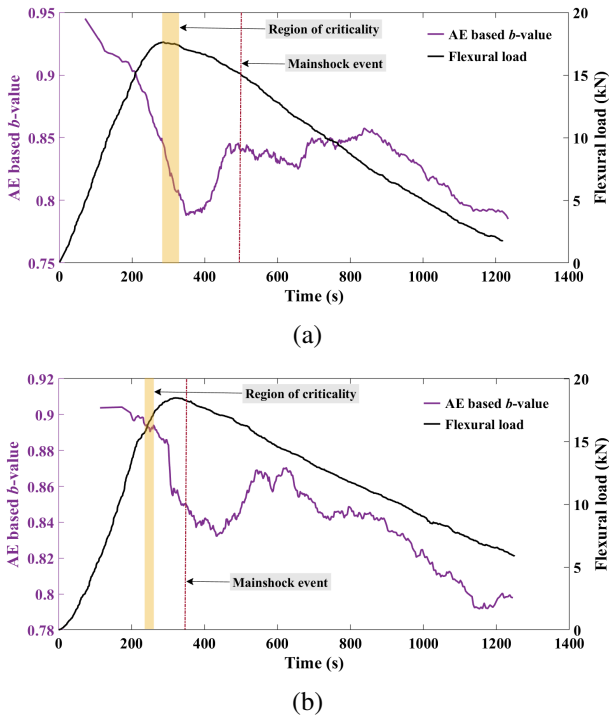 (a)
0.95
0.9
0.85
0.8
0.75
AE based b-value
20
15
10
5
0
Flexural load (kN)
Region of criticality
Mainshock event
AE based b-value
Flexural load
0 200 400 600 800 1000 1200 1400
Time (s)
(a)
0.92
0.9
0.88
0.86
0.84
0.82
0.8
0.78
AE based b-value
20
15
10
5
0
Flexural load (kN)
Region of criticality
AE based b-value
Flexural load
Mainshock event
0 200 400 600 800 1000 1200 1400
Time (s)
(b)